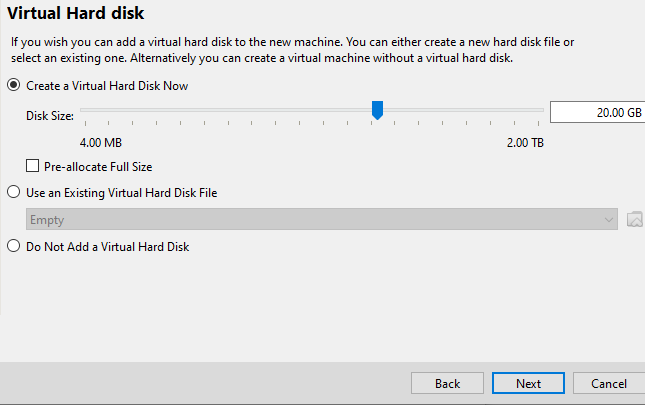 Virtual Hard disk
If you wish you can add a virtual hard disk to the new machine. You can either create a new hard disk file or
select an existing one. Alternatively you can create a virtual machine without a virtual hard disk.
Create a Virtual Hard Disk Now
Disk Size:
20.00 GB
4.00 MB
2.00 TB
Pre-allocate Full Size
Use an Existing Virtual Hard Disk File
Empty
Do Not Add a Virtual Hard Disk
Back
Next
Cancel